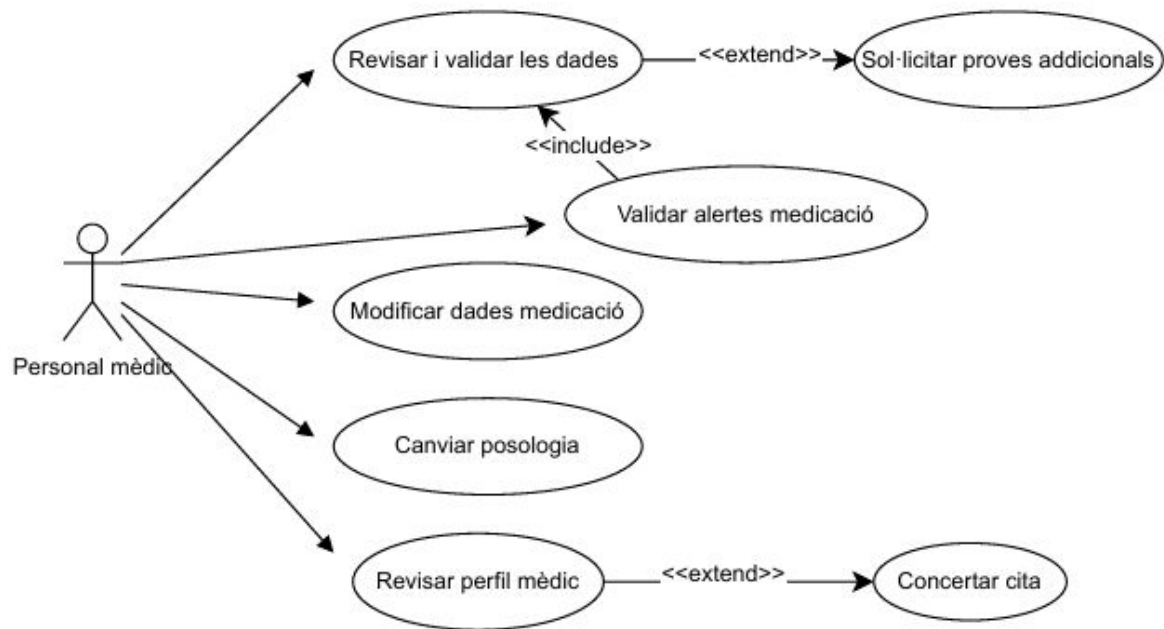 Revisar i validar les dades
<<extend>>
Sol·licitar proves addicionals
<<include>>
Validar alertes medicació
Modificar dades medicació
Personal mèdic
Canviar posologia
Revisar perfil mèdic
<<extend>>
Concertar cita